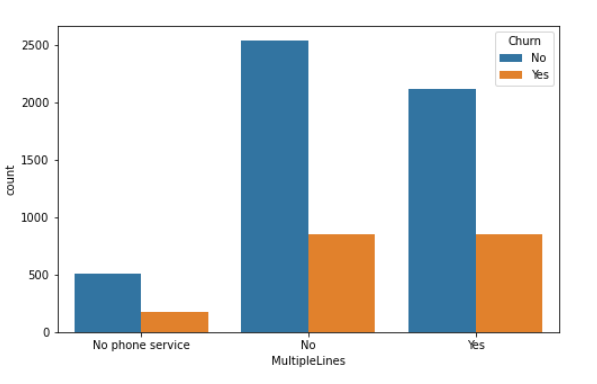 Churn
No
Yes
2500
2000
1500
1000
500
0
count
No phone service
No
Yes
MultipleLines